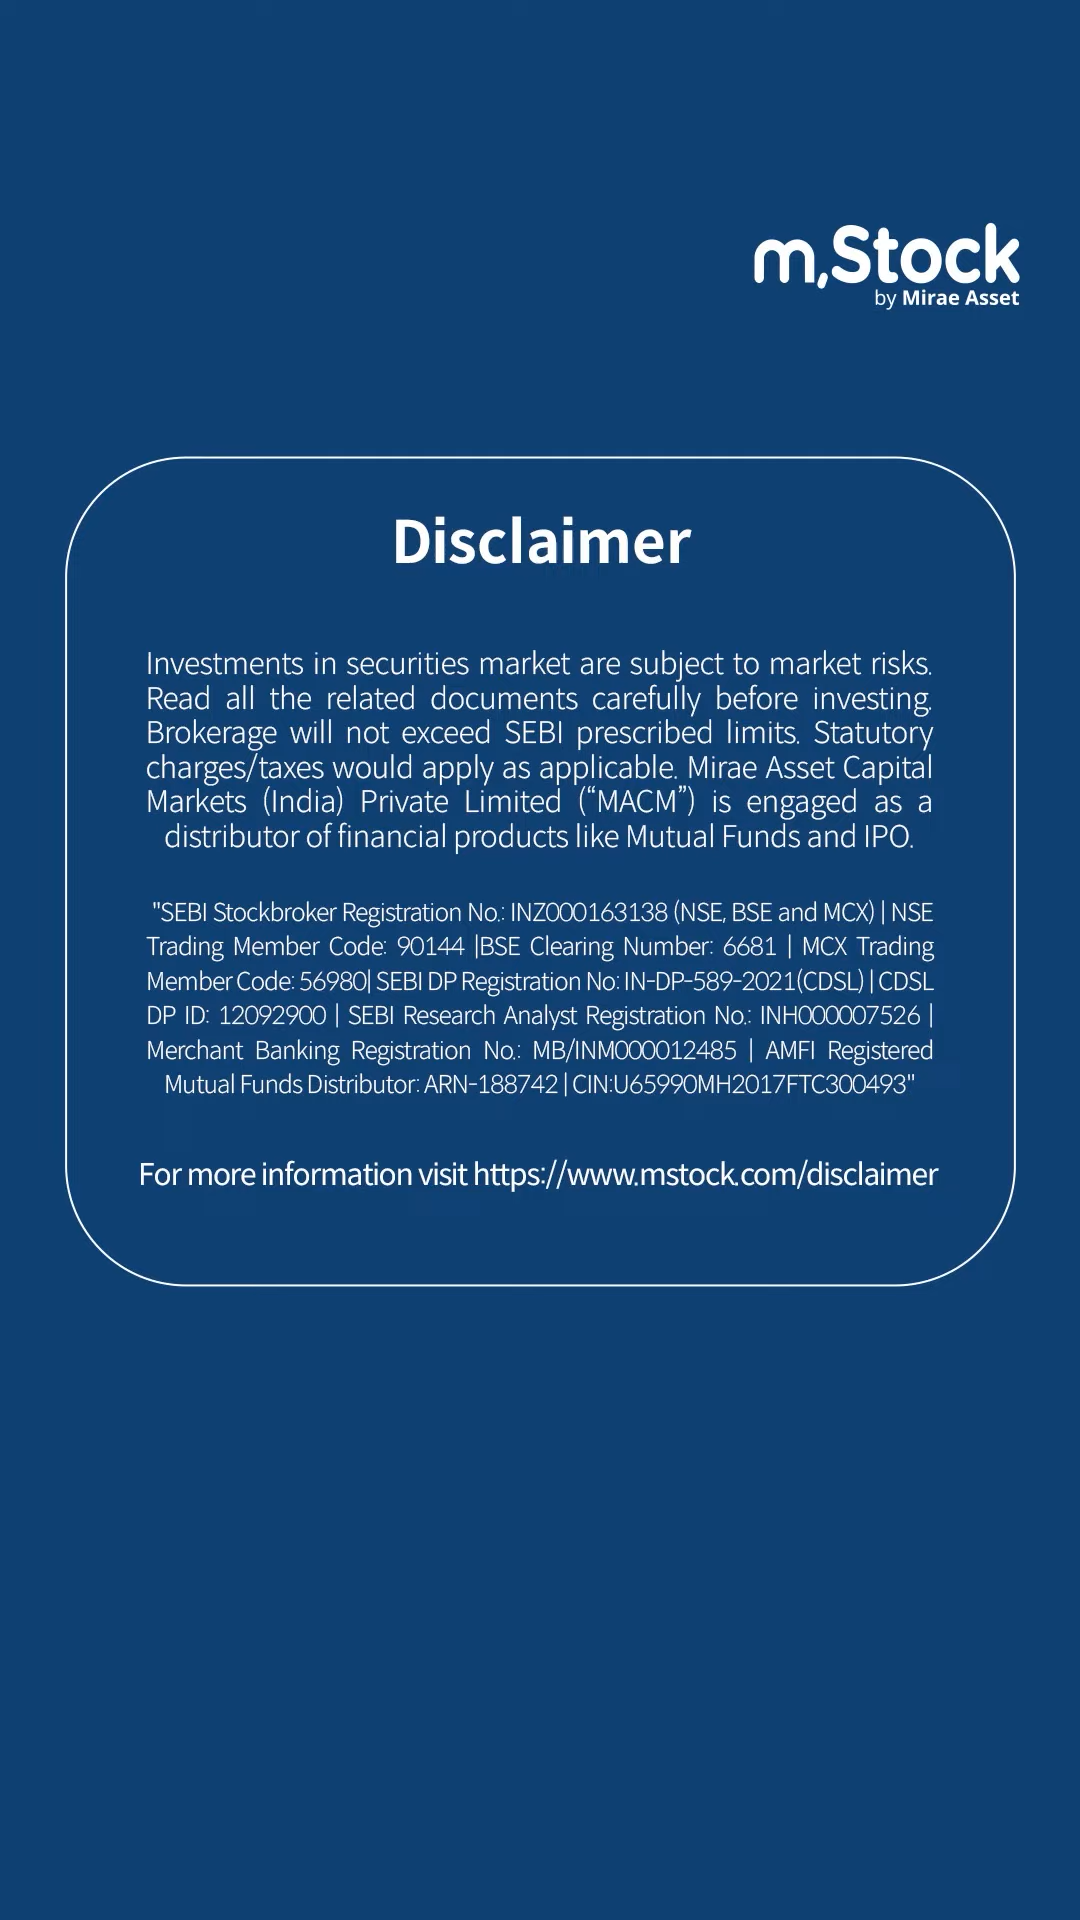 m.Stock
by Mirae Asset
Disclaimer
Investments in securities market are subject to market risks.
Read all the related documents carefully before investing.
Brokerage will not exceed SEBI prescribed limits. Statutory
charges/taxes would apply as applicable. Mirae Asset Capital
Markets (India) Private Limited (“MACM”) is engaged as a
distributor of financial products like Mutual Funds and IPO.
"SEBI Stockbroker Registration No.: INZ000163138 (NSE, BSE and MCX) | NSE
Trading Member Code: 90144 |BSE Clearing Number: 6681 | MCX Trading
Member Code: 56980| SEBI DP Registration No: IN-DP-589-2021(CDSL) | CDSL
DP ID: 12092900 | SEBI Research Analyst Registration No.: INH000007526 |
Merchant Banking Registration No.: MB/INM000012485 | AMFI Registered
Mutual Funds Distributor: ARN-188742 | CIN:U65990MH2017FTC300493"
For more information visit https://www.mstock.com/disclaimer